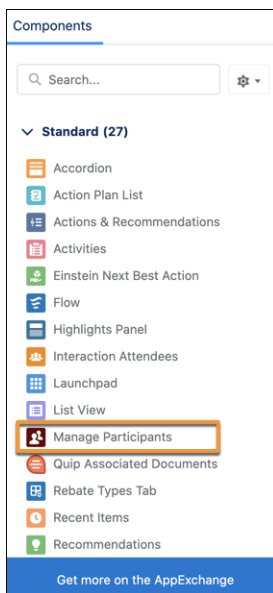 Components
Search...
Standard (27)
Accordion
Action Plan List
Actions & Recommendations
Activities
Einstein Next Best Action
Flow
Highlights Panel
Interaction Attendees
Launchpad
List View
Manage Participants
Quip Associated Documents
Rebate Types Tab
Recent Items
Recommendations
Get more on the AppExchange